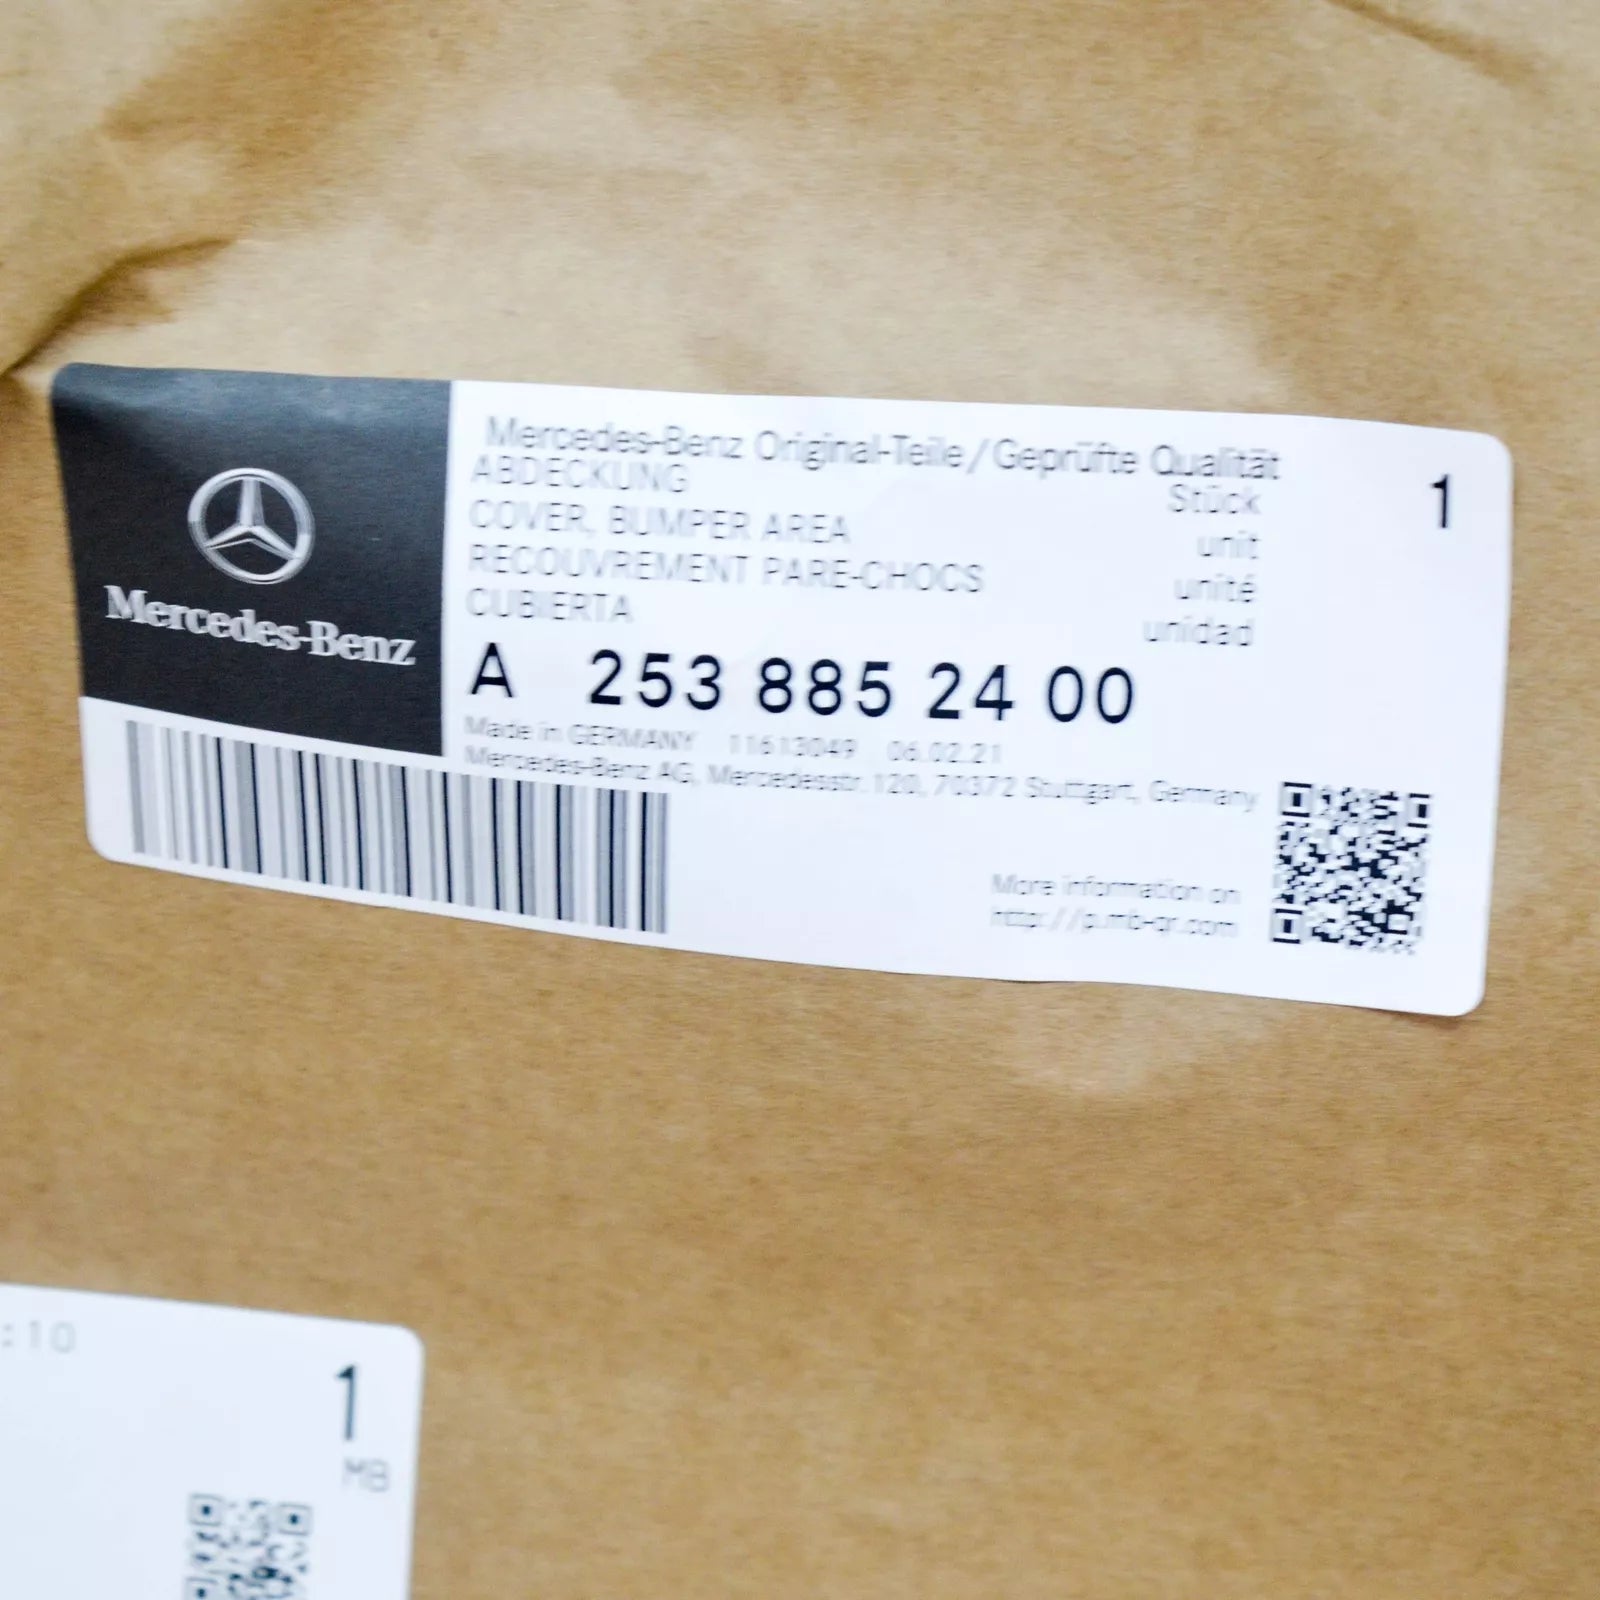 Mercedes-Benz
Mercedes-Benz Original-Teile/Geprüfte Qualität
ABDECKUNG Stück 1
COVER, BUMPER AREA unit
RECOUVREMENT PARE-CHOCS unité
CUBIERTA unidad
A 253 885 24 00
Made in GERMANY 11613049 06.02.21
Mercedes-Benz AG, Mercedesstr. 120, 70372 Stuttgart, Germany
More information on
http://p.mb-qr.com
:10
1
MB